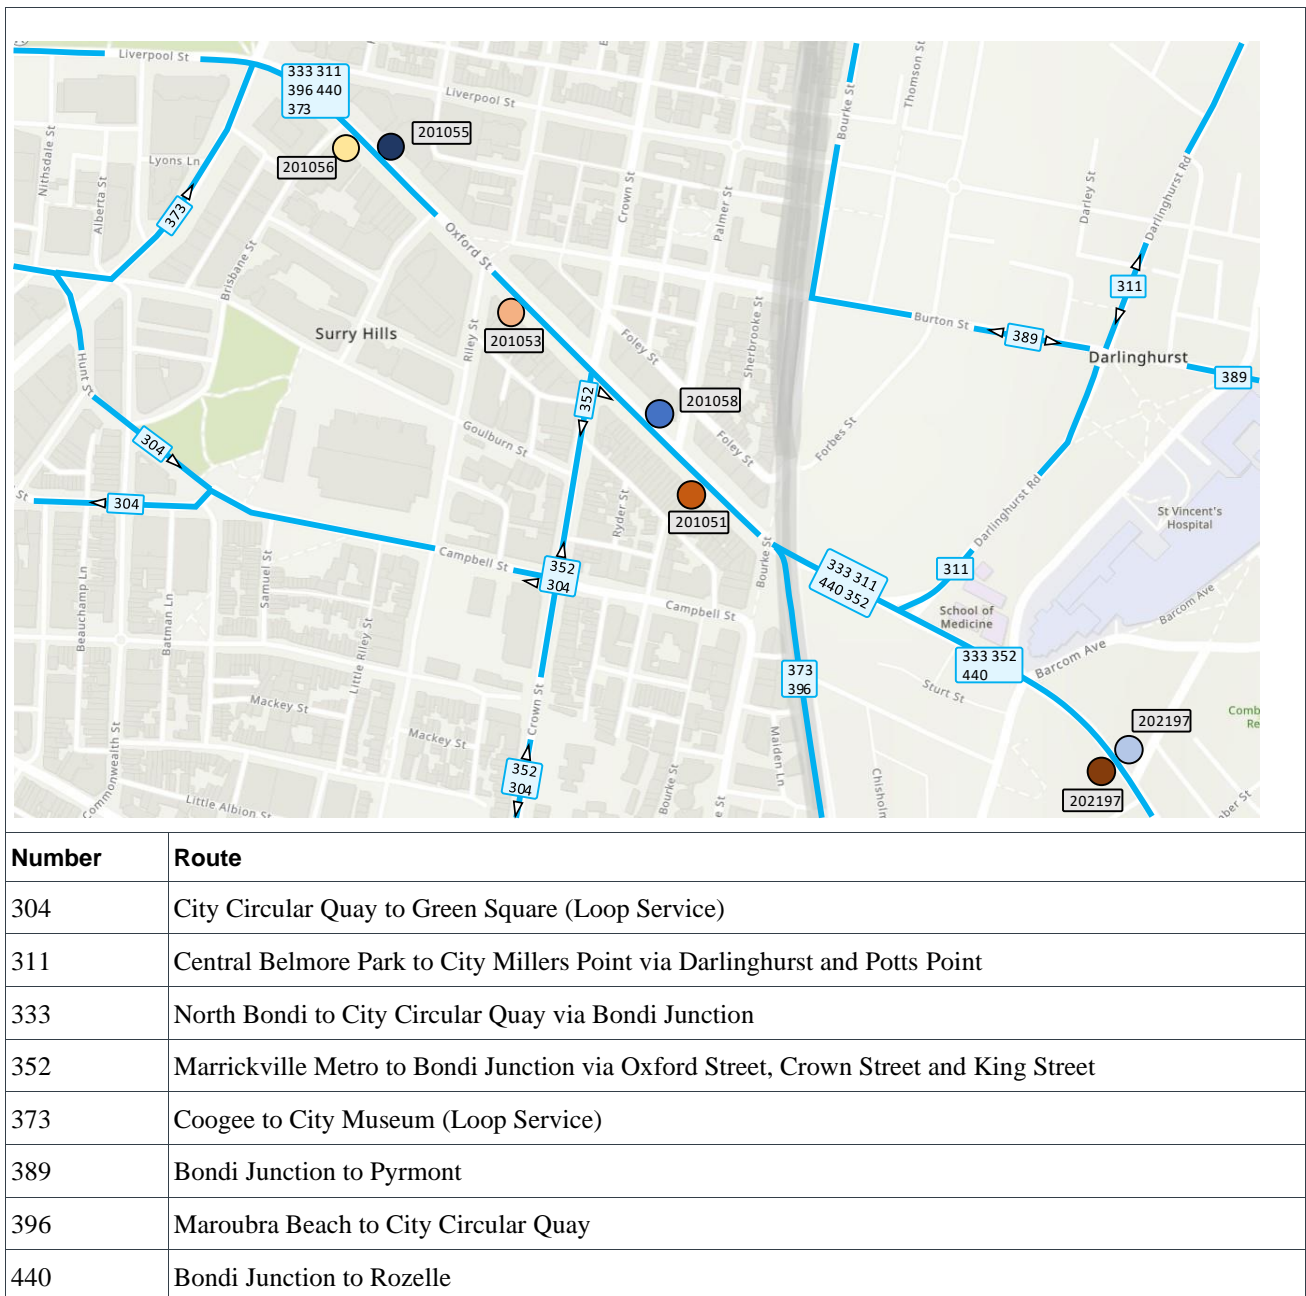 Liverpool St
333 311
396 440
373
Liverpool St
201055
201056
Nithsdale St
Lyons Ln
Alberta St
373
Brisbane St
Oxford St
Crown St
Palmer St
Bourke St
Thomson St
Darley St
Darlinghurst Rd
311
Surry Hills
Riley St
201053
Foley St
Sherbrooke St
Burton St
389
Darlinghurst
389
Hunt St
352
201058
304
Goulburn St
Foley St
Forbes St
St
304
Ryder St
201051
Darlinghurst Rd
St Vincent's
Hospital
Campbell St
352
304
Bourke St
333 311
440 352
311
Beauchamp Ln
Batman Ln
Samuel St
Campbell St
School of
Medicine
Barcom Ave
Little Riley St
333 352
440
Barcom Ave
373
396
Sturt St
Mackey St
Crown St
Mackey St
Comb
Re
202197
Commonwealth St
352
304
Maiden Ln
Bourke St
Chisholm
202197
Little Albion St
e St
ber St
Number Route
304 City Circular Quay to Green Square (Loop Service)
311 Central Belmore Park to City Millers Point via Darlinghurst and Potts Point
333 North Bondi to City Circular Quay via Bondi Junction
352 Marrickville Metro to Bondi Junction via Oxford Street, Crown Street and King Street
373 Coogee to City Museum (Loop Service)
389 Bondi Junction to Pyrmont
396 Maroubra Beach to City Circular Quay
440 Bondi Junction to Rozelle